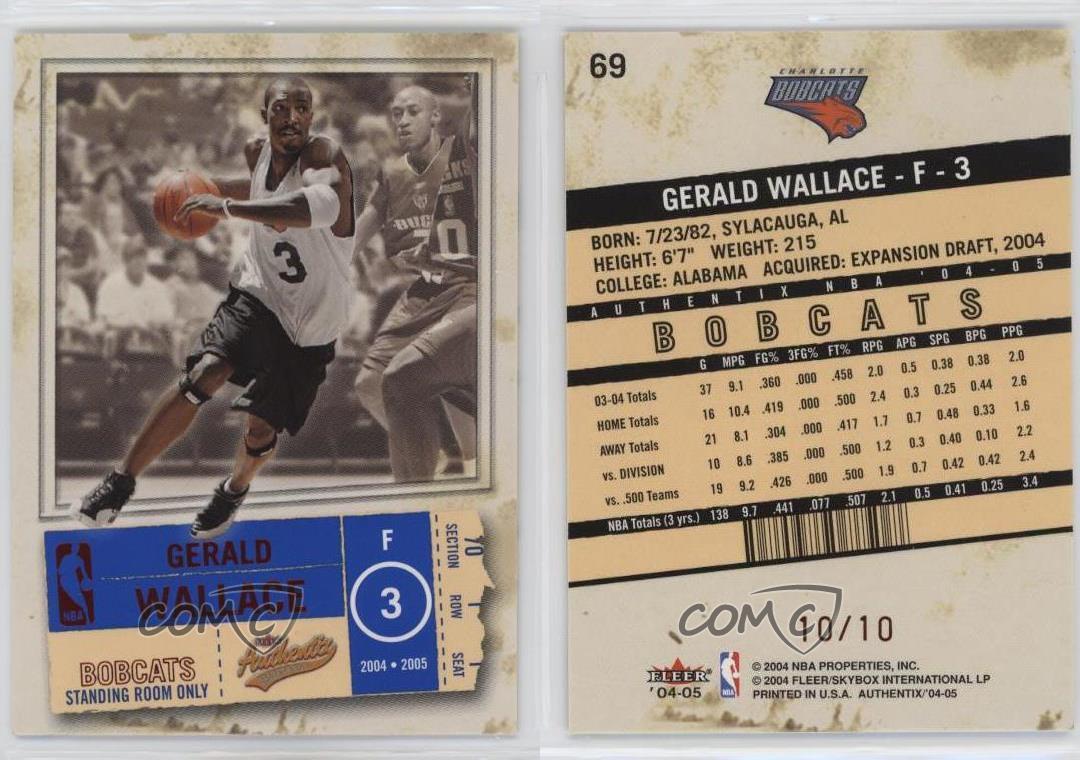 3
BUCKS
70
GERALD
WALLACE
NBA
F
3
2004 • 2005
SECTION
ROW
SEAT
BOBCATS
STANDING ROOM ONLY
Authentix
COMC
69
CHARLOTTE
BOBCATS
GERALD WALLACE - F - 3
BORN: 7/23/82, SYLACAUGA, AL
HEIGHT: 6'7" WEIGHT: 215
COLLEGE: ALABAMA ACQUIRED: EXPANSION DRAFT, 2004
AUTHENTIX NBA '04-05
BOBCATS
G MPG FG% 3FG% FT% RPG APG SPG BPG PPG
03-04 Totals 37 9.1 .360 .000 .458 2.0 0.5 0.38 0.38 2.0
HOME Totals 16 10.4 .419 .000 .500 2.4 0.3 0.25 0.44 2.6
AWAY Totals 21 8.1 .304 .000 .417 1.7 0.7 0.48 0.33 1.6
vs. DIVISION 10 8.6 .385 .000 .500 1.2 0.3 0.40 0.10 2.2
vs. .500 Teams 19 9.2 .426 .000 .500 1.9 0.7 0.42 0.42 2.4
NBA Totals (3 yrs.) 138 9.7 .441 .077 .507 2.1 0.5 0.41 0.25 3.4
COMC
10/10
FLEER
'04-05
NBA
© 2004 NBA PROPERTIES, INC.
© 2004 FLEER/SKYBOX INTERNATIONAL LP
PRINTED IN U.S.A. AUTHENTIX/'04-05